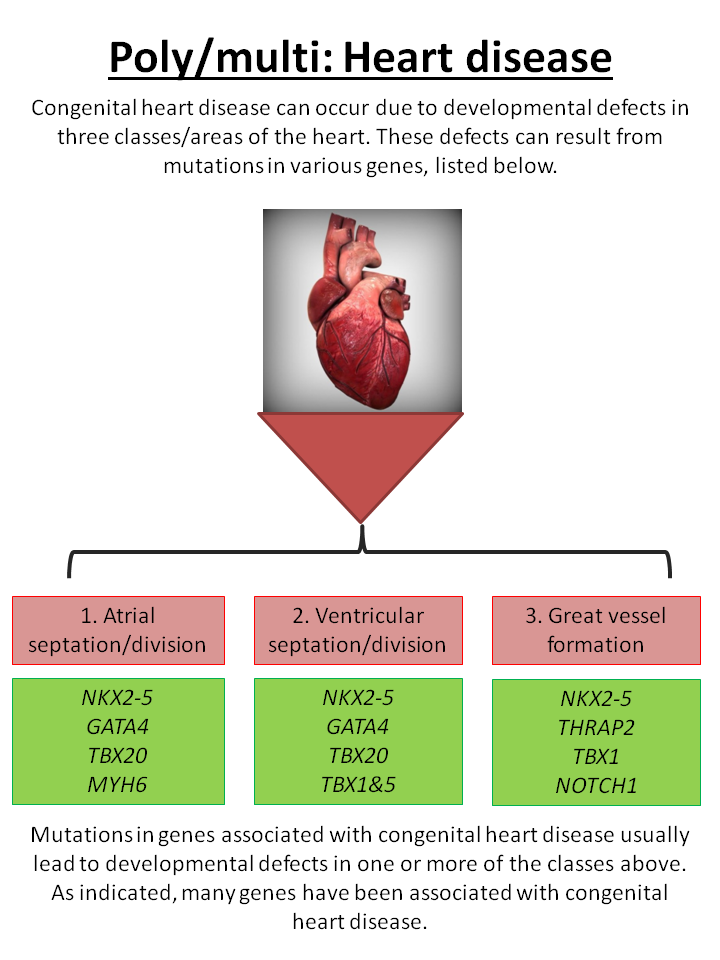 Poly/multi: Heart disease
Congenital heart disease can occur due to developmental defects in
three classes/areas of the heart. These defects can result from
mutations in various genes, listed below.
1. Atrial
septation/division
NKX2-5
GATA4
TBX20
MYH6
2. Ventricular
septation/division
NKX2-5
GATA4
TBX20
TBX1&5
3. Great vessel
formation
NKX2-5
THRAP2
TBX1
NOTCH1
Mutations in genes associated with congenital heart disease usually
lead to developmental defects in one or more of the classes above.
As indicated, many genes have been associated with congenital
heart disease.